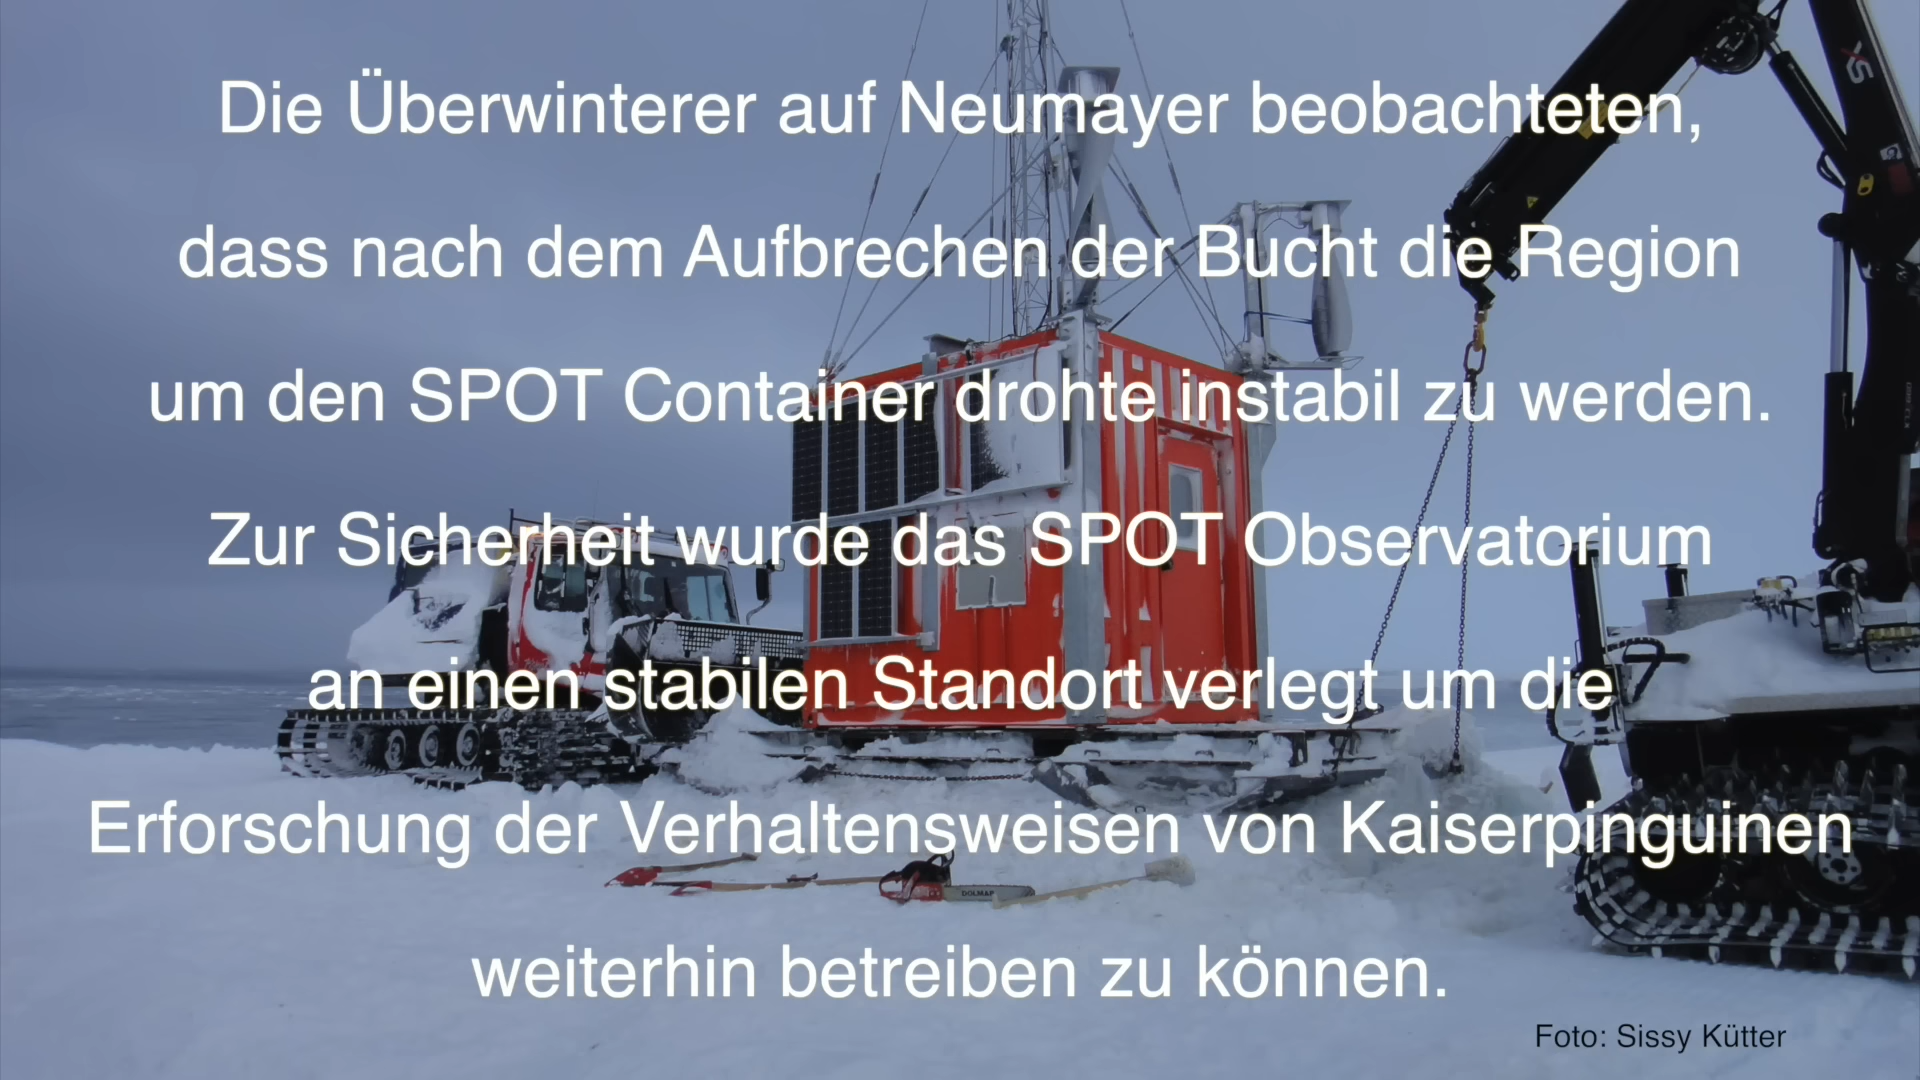 Die Überwinterer auf Neumayer beobachteten,
dass nach dem Aufbrechen der Bucht die Region
um den SPOT Container drohte instabil zu werden.
Zur Sicherheit wurde das SPOT Observatorium
an einen stabilen Standort verlegt um die
Erforschung der Verhaltensweisen von Kaiserpinguinen
weiterhin betreiben zu können.
Foto: Sissy Kütter
XS
DOLMAR